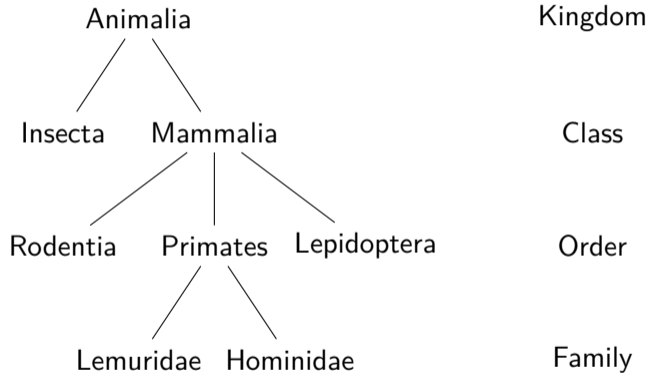 Animalia Kingdom
Insecta Mammalia Class
Rodentia Primates Lepidoptera Order
Lemuridae Hominidae Family